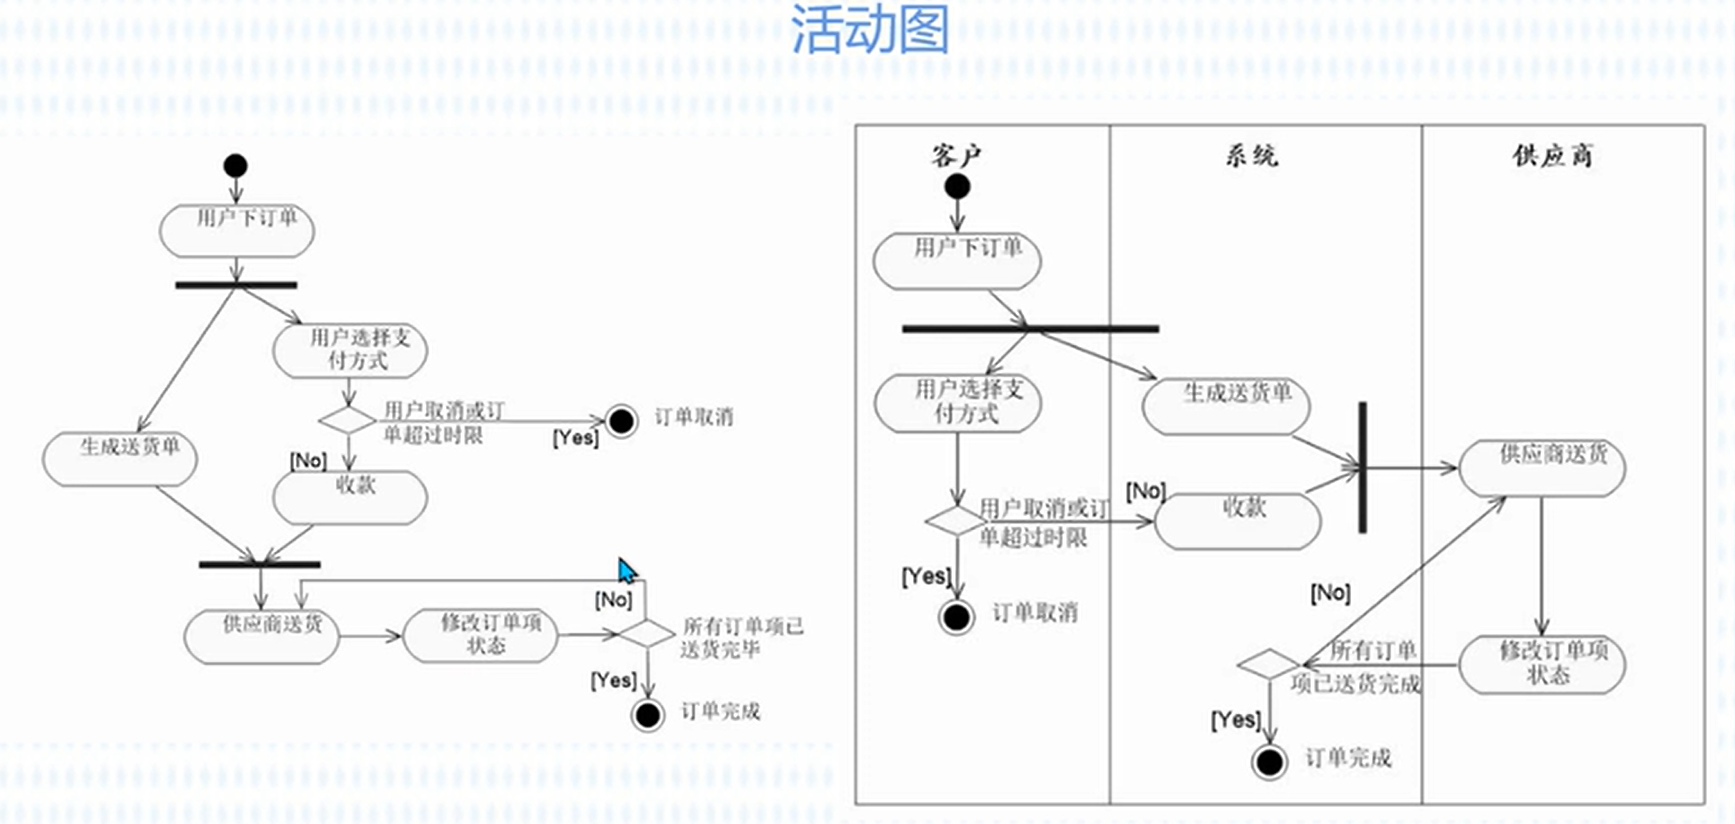 活动图
用户下订单
用户选择支
付方式
用户取消或订
单超过时限
[Yes]
订单取消
生成送货单
[No]
收款
供应商送货
修改订单项
状态
[No]
所有订单项已
送货完毕
[Yes]
订单完成
客户
系统
供应商
用户下订单
用户选择支
付方式
生成送货单
供应商送货
用户取消或订
单超过时限
[No]
收款
[Yes]
订单取消
[No]
所有订单
项已送货完成
修改订单项
状态
[Yes]
订单完成